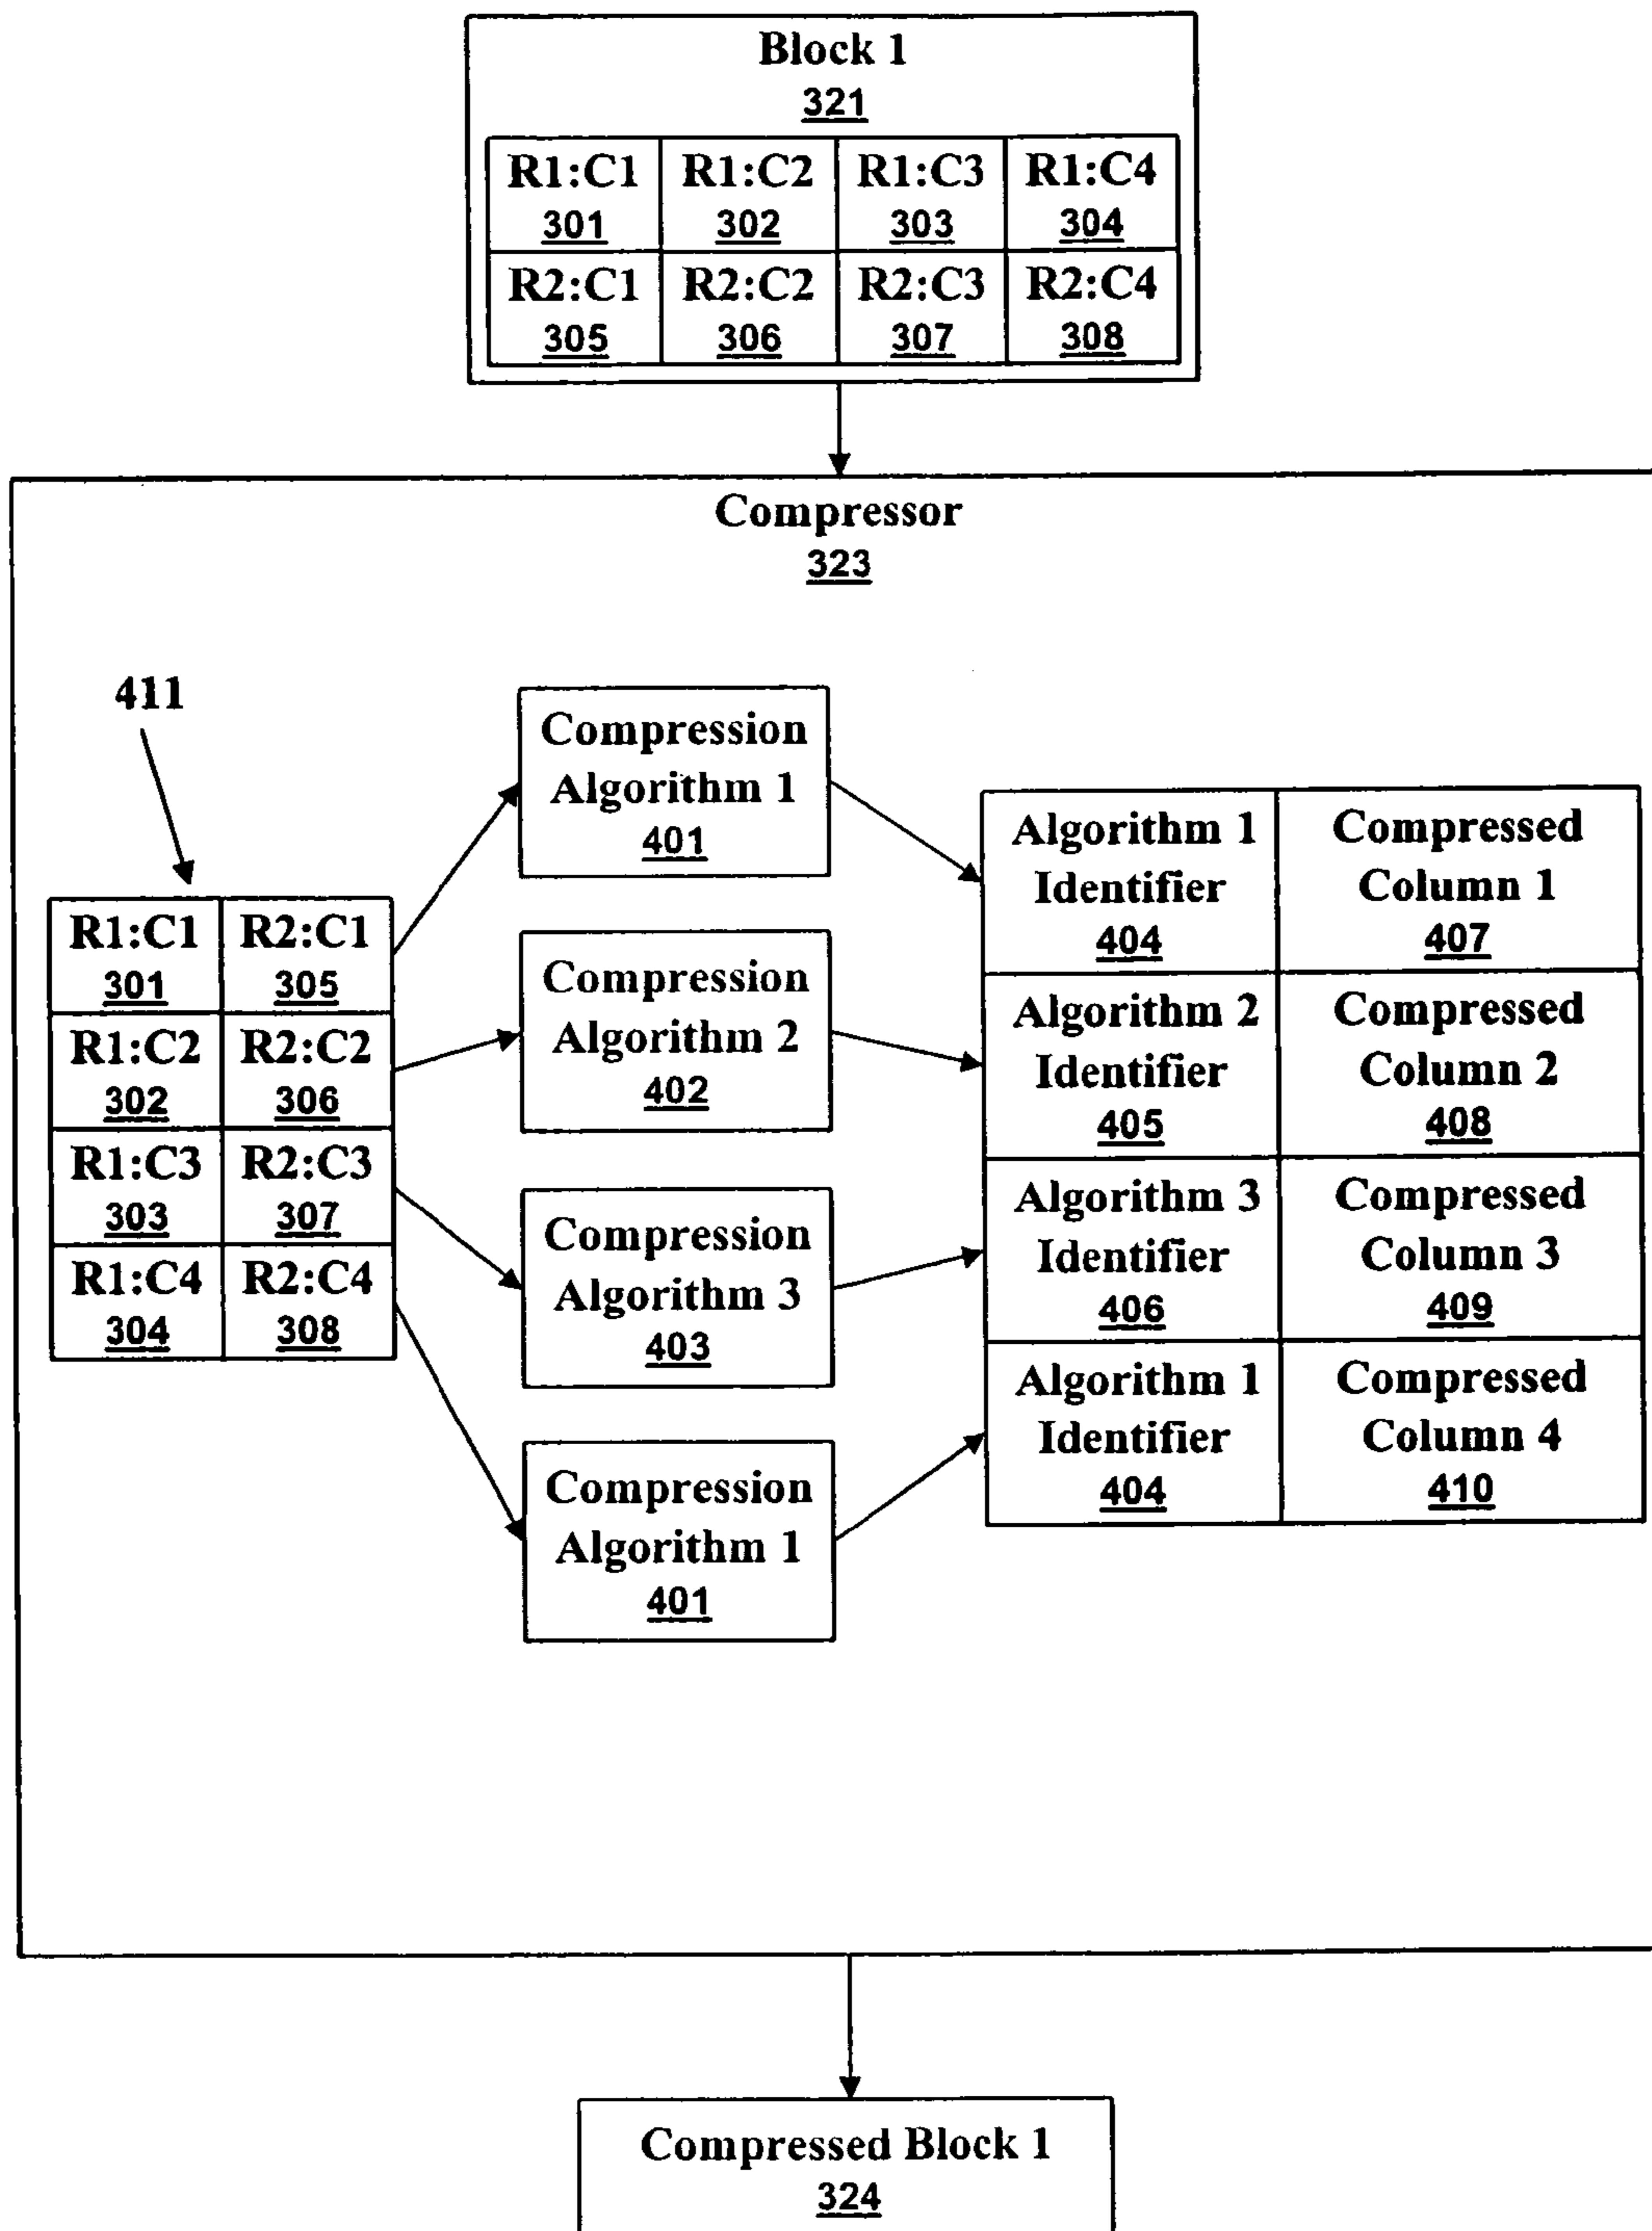 Block 1
321
R1:C1 R1:C2 R1:C3 R1:C4
301 302 303 304
R2:C1 R2:C2 R2:C3 R2:C4
305 306 307 308
Compressor
323
411
R1:C1 R2:C1
301 305
R1:C2 R2:C2
302 306
R1:C3 R2:C3
303 307
R1:C4 R2:C4
304 308
Compression
Algorithm 1
401
Compression
Algorithm 2
402
Compression
Algorithm 3
403
Compression
Algorithm 1
401
Algorithm 1 Compressed
Identifier Column 1
404 407
Algorithm 2 Compressed
Identifier Column 2
405 408
Algorithm 3 Compressed
Identifier Column 3
406 409
Algorithm 1 Compressed
Identifier Column 4
404 410
Compressed Block 1
324